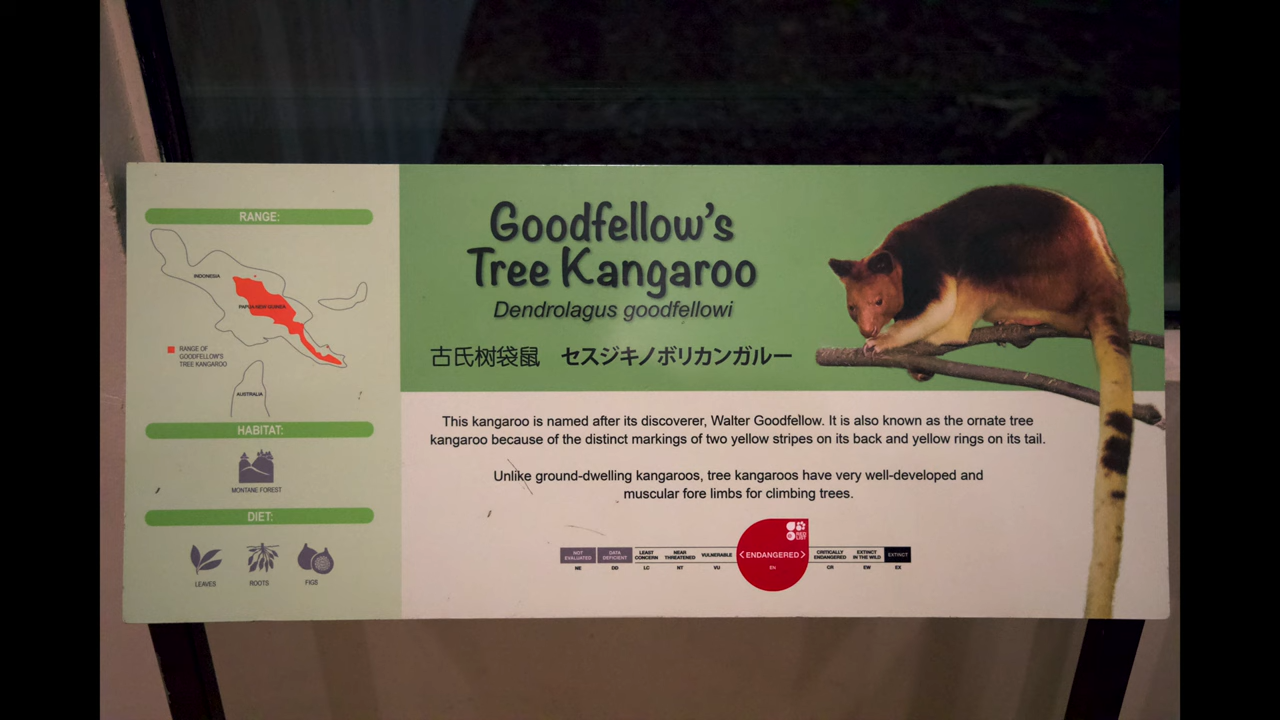 RANGE:
INDONESIA
PAPUA NEW GUINEA
RANGE OF
GOODFELLOW'S
TREE KANGAROO
AUSTRALIA
HABITAT:
MONTANE FOREST
DIET:
LEAVES ROOTS FIGS
Goodfellow's
Tree Kangaroo
Dendrolagus goodfellowi
古氏树袋鼠 セスジキノボリカンガルー
This kangaroo is named after its discoverer, Walter Goodfellow. It is also known as the ornate tree
kangaroo because of the distinct markings of two yellow stripes on its back and yellow rings on its tail.
Unlike ground-dwelling kangaroos, tree kangaroos have very well-developed and
muscular fore limbs for climbing trees.
RED
LIST
NOT EVALUATED DATA DEFICIENT LEAST CONCERN NEAR THREATENED VULNERABLE <ENDANGERED> CRITICALLY ENDANGERED EXTINCT IN THE WILD EXTINCT
NE DD LC NT VU EN CR EW EX